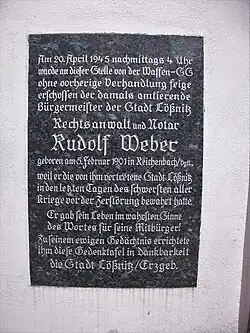 Am 20. April 1945 nachmittags 4 Uhr
wurde an dieser Stelle von der Waffen-SS
ohne vorherige Verhandlung feige
erschossen der damals amtierende
Bürgermeister der Stadt Lößnitz
Rechtsanwalt und Notar
Rudolf Weber
geboren am 5. Februar 1901 in Reichenbach/
weil er die von ihm vertretene Stadt Lößnitz
in den letzten Tagen des schwersten aller
Kriege vor der Zerstörung bewahrt hatte.
Er gab sein Leben im wahrsten Sinne
des Wortes für seine Mitbürger!
Zu seinem ewigen Gedächtnis errichtete
ihm diese Gedenktafel in Dankbarkeit
die Stadt Lößnitz/Erzgeb.